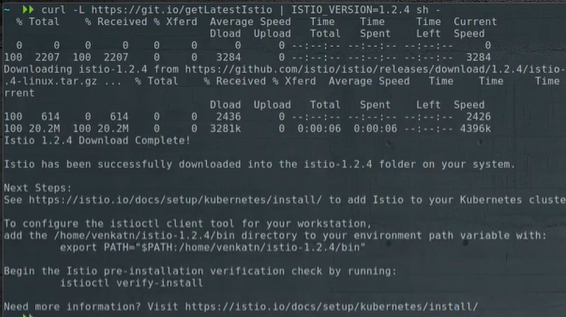 ~ curl -L https://git.io/getLatestIstio | ISTIO_VERSION=1.2.4 sh -
% Total % Received % Xferd Average Speed Time Time Time Current
Dload Upload Total Spent Left Speed
0 0 0 0 0 0 0 0 --:--:-- --:--:-- --:--:-- 0
100 2207 100 2207 0 0 3284 0 --:--:-- --:--:-- --:--:-- 3284
Downloading istio-1.2.4 from https://github.com/istio/istio/releases/download/1.2.4/istio-
.4-linux.tar.gz ... % Total % Received % Xferd Average Speed Time Time Time
rrent
Dload Upload Total Spent Left Speed
100 614 0 614 0 0 2436 0 --:--:-- --:--:-- --:--:-- 2426
100 20.2M 100 20.2M 0 0 3281k 0 0:00:06 0:00:06 --:--:-- 4396k
Istio 1.2.4 Download Complete!
Istio has been successfully downloaded into the istio-1.2.4 folder on your system.
Next Steps:
See https://istio.io/docs/setup/kubernetes/install/ to add Istio to your Kubernetes cluste
To configure the istioctl client tool for your workstation,
add the /home/venkatn/istio-1.2.4/bin directory to your environment path variable with:
export PATH="$PATH:/home/venkatn/istio-1.2.4/bin"
Begin the Istio pre-installation verification check by running:
istioctl verify-install
Need more information? Visit https://istio.io/docs/setup/kubernetes/install/